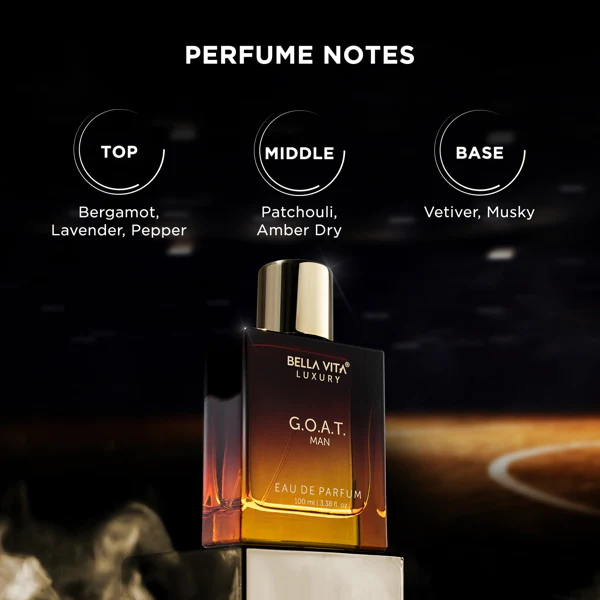 PERFUME NOTES
TOP
Bergamot,
Lavender, Pepper
MIDDLE
Patchouli,
Amber Dry
BASE
Vetiver, Musky
BELLA VITA®
LUXURY
G.O.A.T.
MAN
EAU DE PARFUM
100 ml | 3.38 fl. oz